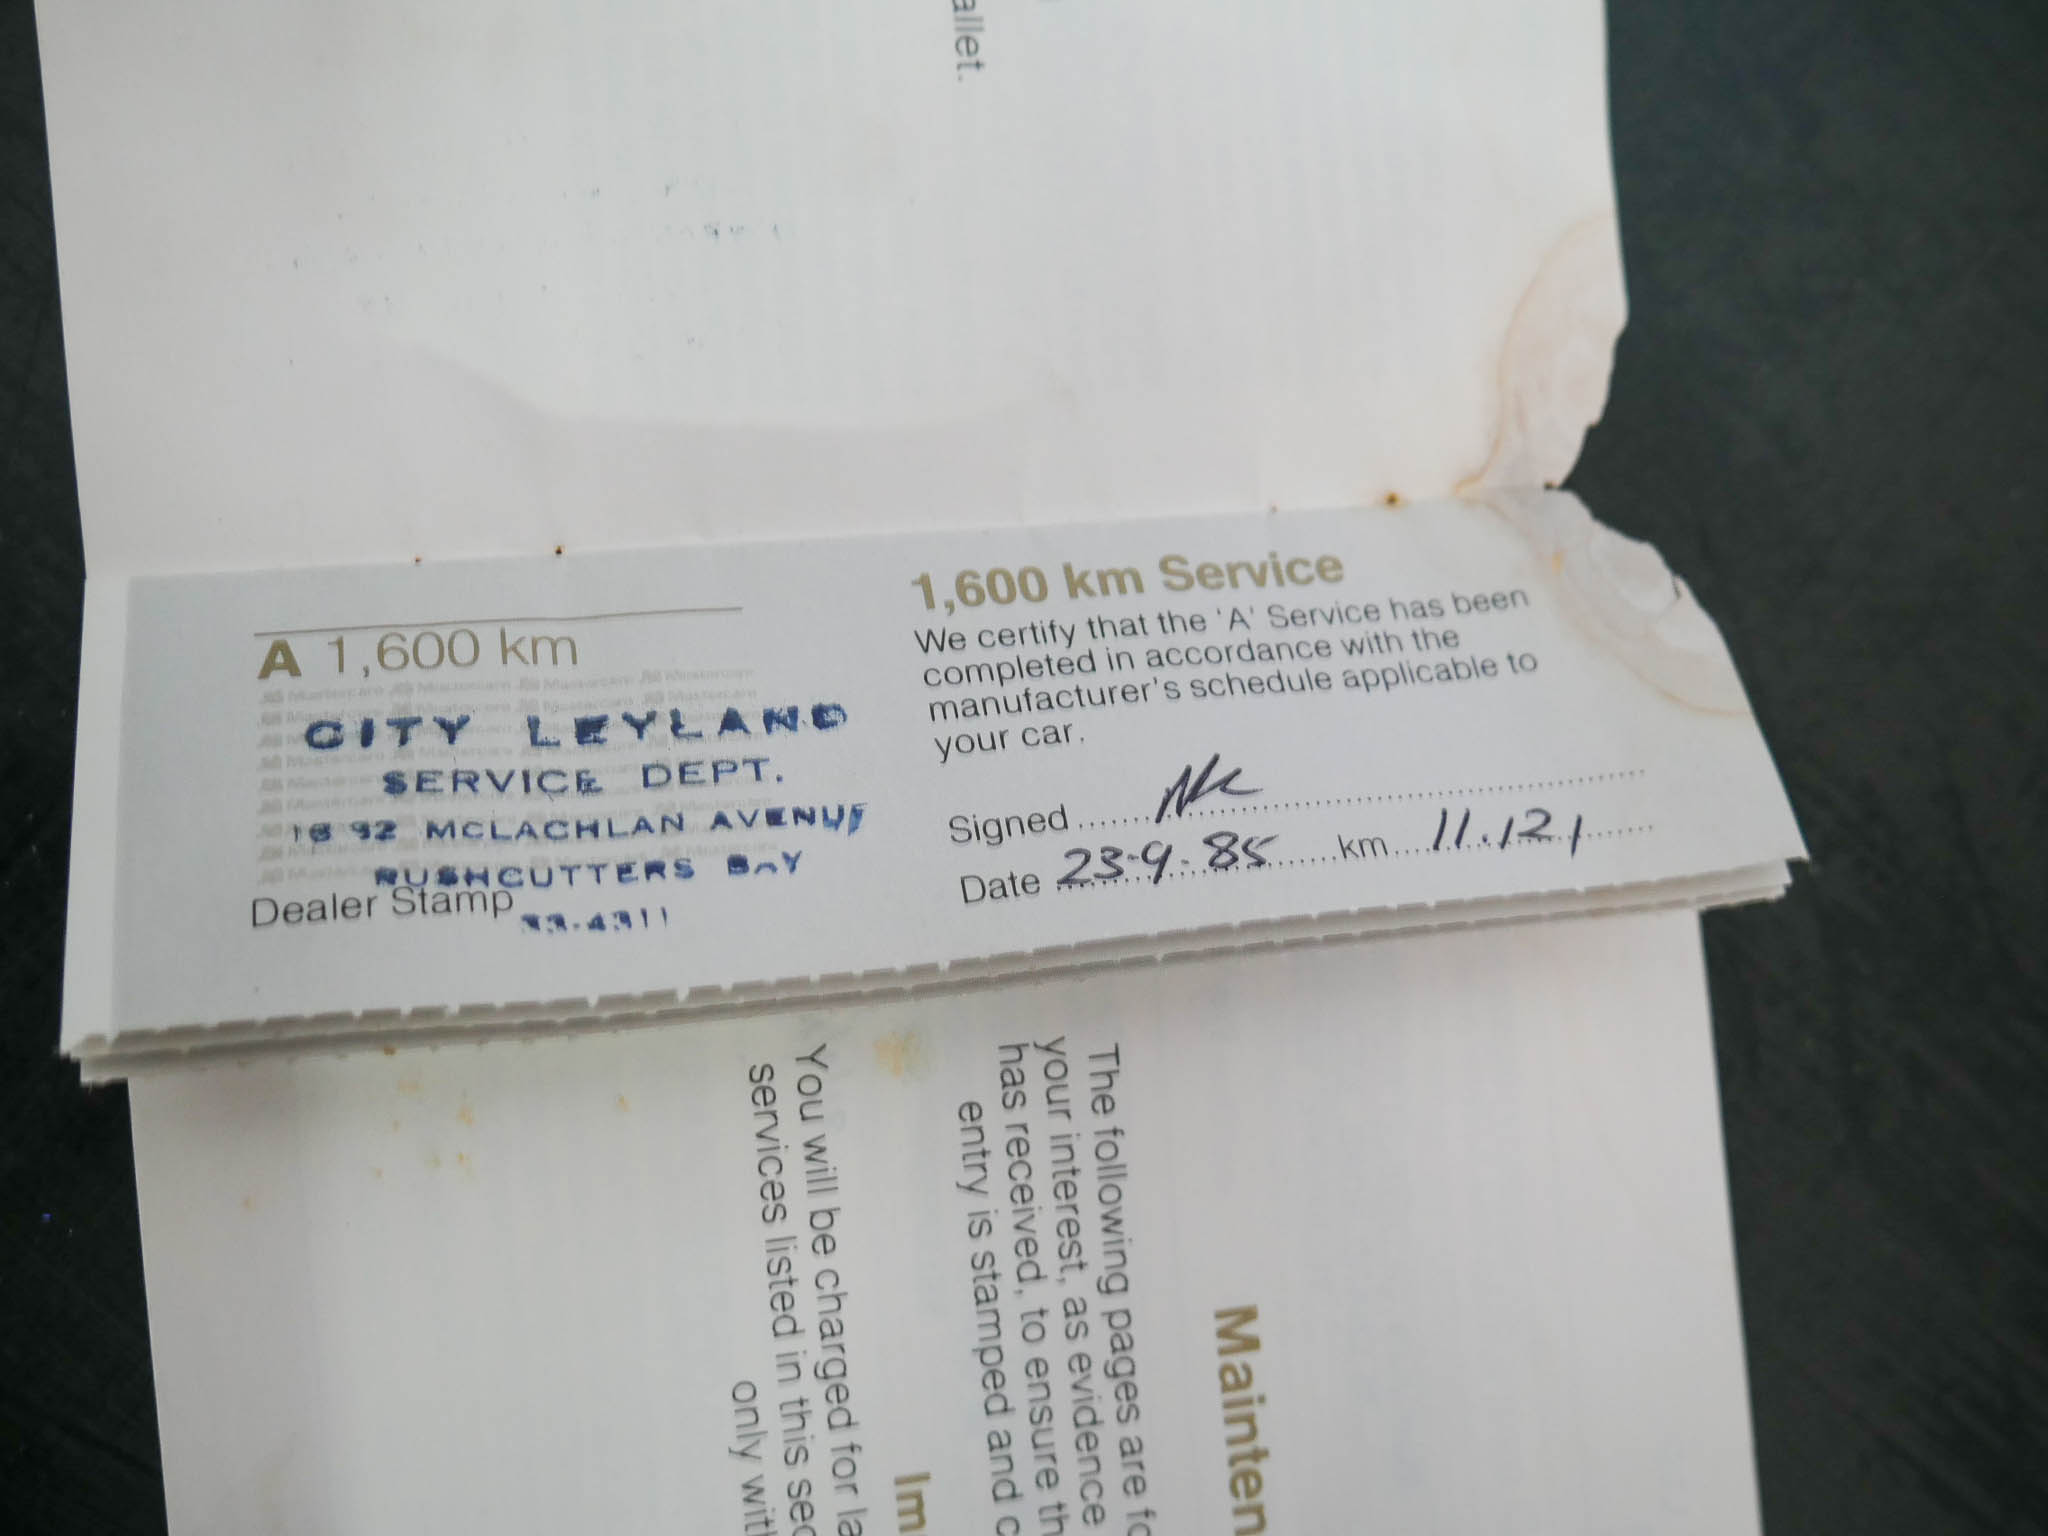 allet.
A 1,600 km
CITY LEYLAND
SERVICE DEPT.
MCLACHLAN AVENUE
RUSHCUTTERS BAY
33.4311
Dealer Stamp
1,600 km Service
We certify that the 'A' Service has been
completed in accordance with the
manufacturer's schedule applicable to
your car.
Signed
Date 23-9-85 km 11.121
Mainten
The following pages are fo
your interest, as evidence
has received, to ensure th
entry is stamped and c
Im
You will be charged for la
services listed in this sec
only with